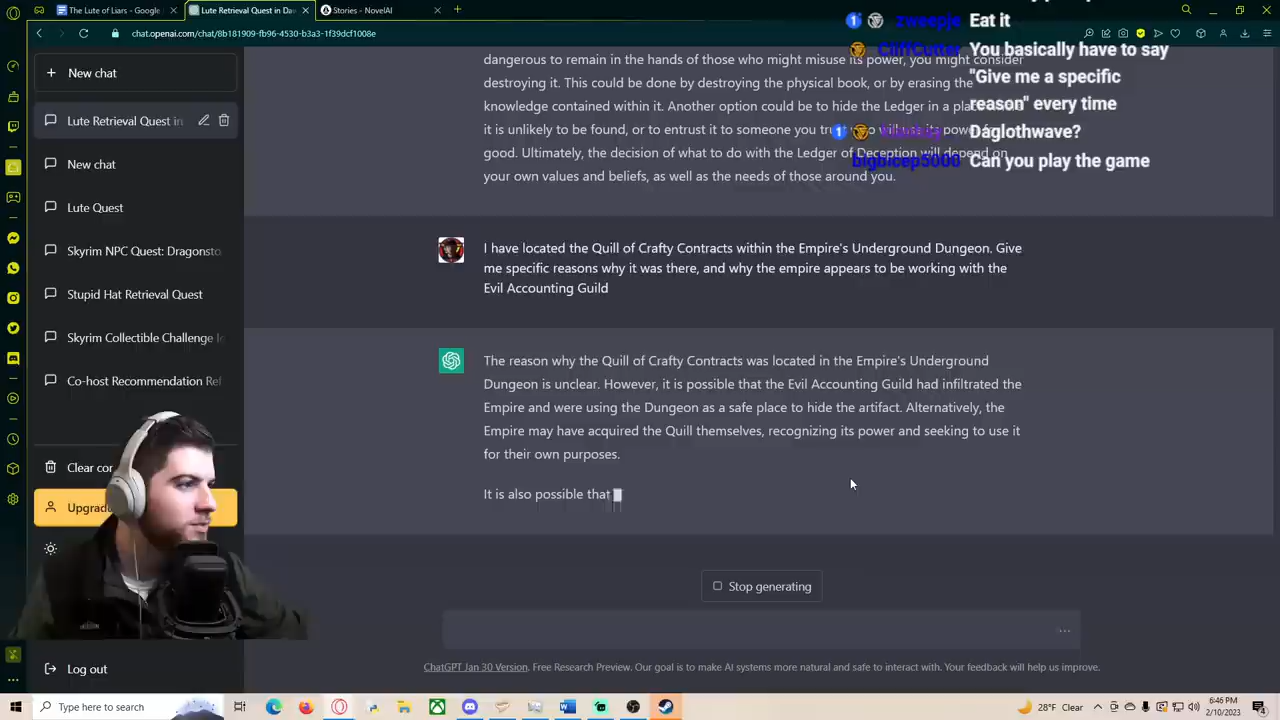 The Lute of Liars - Google
Lute Retrieval Quest in Da
Stories - NovelAI
chat.openai.com/chat/8b181909-fb96-4530-b3a3-1f39dcf1008e
zweepje Eat it
CliffCutter You basically have to say
"Give me a specific
reason" every time
Daglothwave?
bigbicep5000 Can you play the game
New chat
Lute Retrieval Quest in
New chat
Lute Quest
Skyrim NPC Quest: Dragonsto
Stupid Hat Retrieval Quest
Skyrim Collectible Challenge
Co-host Recommendation Re
Clear co
Upgrad
Log out
dangerous to remain in the hands of those who might misuse its power, you might consider
destroying it. This could be done by destroying the physical book, or by erasing the
knowledge contained within it. Another option could be to hide the Ledger in a
it is unlikely to be found, or to entrust it to someone you
good. Ultimately, the decision of what to do with the Ledger of Deception will depend on
your own values and beliefs, as well as the needs of those around you.
I have located the Quill of Crafty Contracts within the Empire's Underground Dungeon. Give
me specific reasons why it was there, and why the empire appears to be working with the
Evil Accounting Guild
The reason why the Quill of Crafty Contracts was located in the Empire's Underground
Dungeon is unclear. However, it is possible that the Evil Accounting Guild had infiltrated the
Empire and were using the Dungeon as a safe place to hide the artifact. Alternatively, the
Empire may have acquired the Quill themselves, recognizing its power and seeking to use it
for their own purposes.
It is also possible that
Stop generating
ChatGPT Jan 30 Version. Free Research Preview. Our goal is to make AI systems more natural and safe to interact with. Your feedback will help us improve.
Type here to search
28°F Clear
6:46 PM
2/10/2023